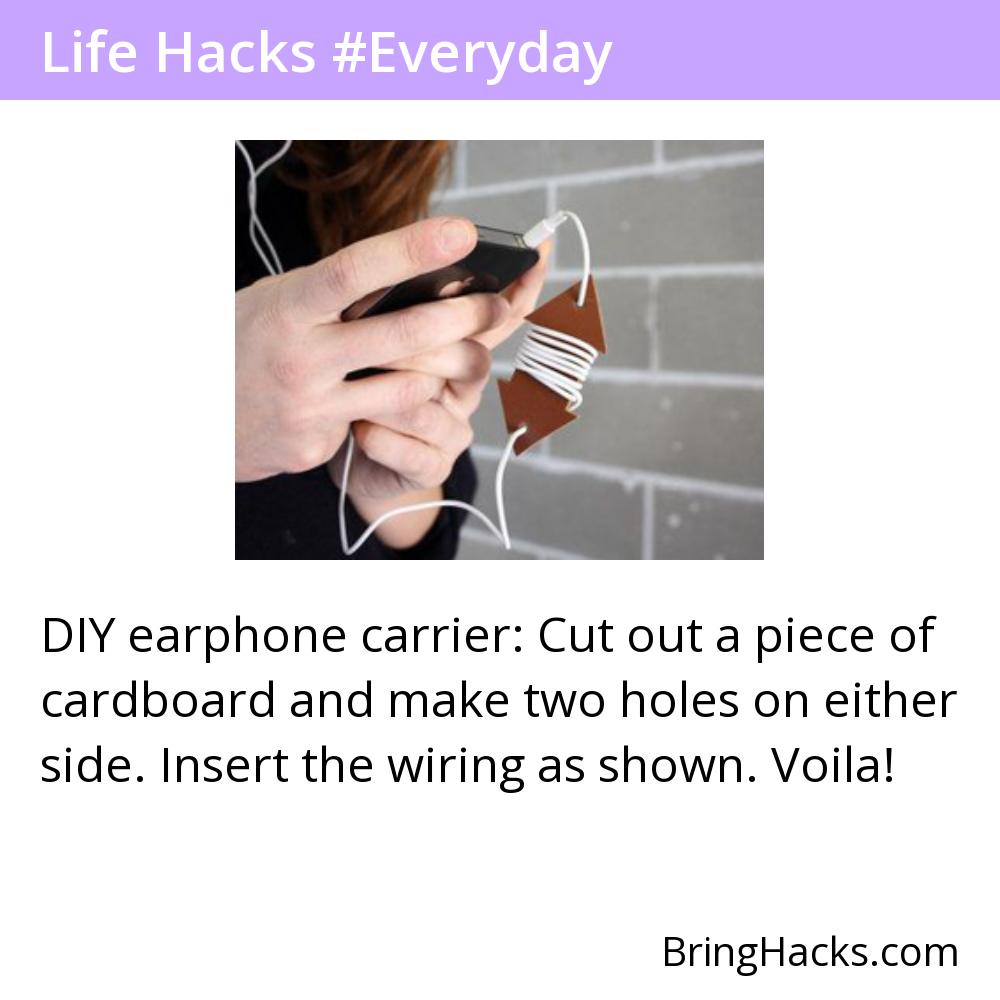 Life Hacks #Everyday
DIY earphone carrier: Cut out a piece of
cardboard and make two holes on either
side. Insert the wiring as shown. Voila!
BringHacks.com